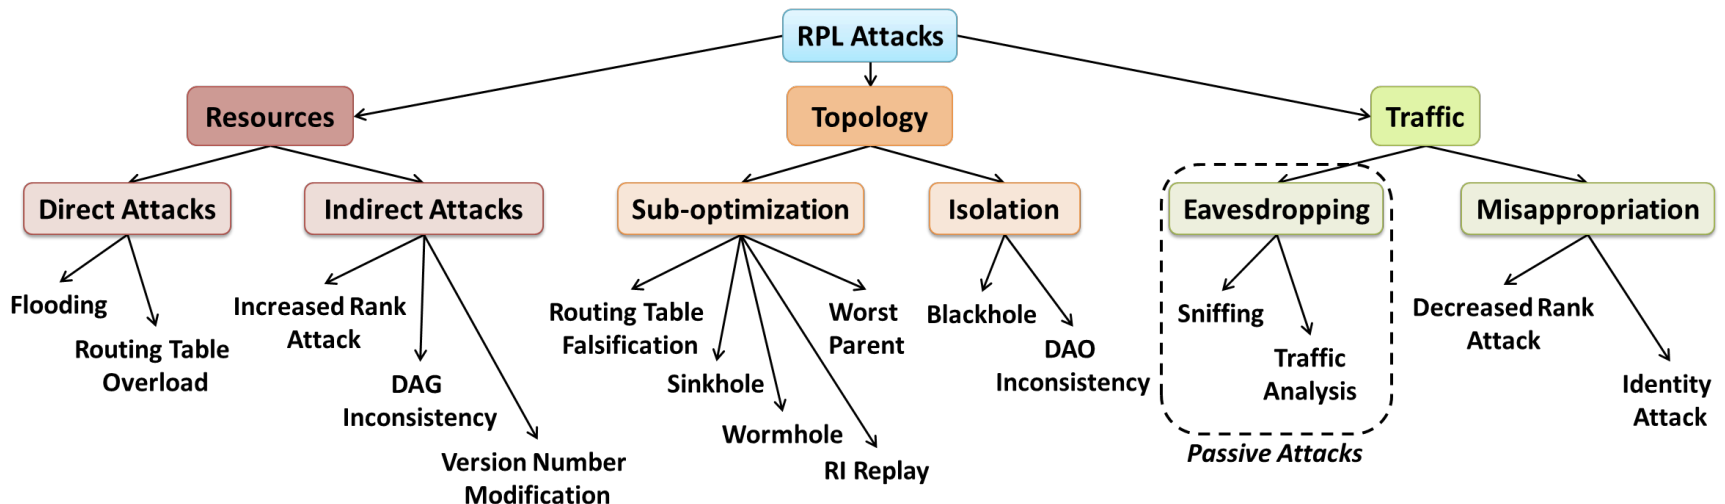 RPL Attacks
Resources
Topology
Traffic
Direct Attacks
Indirect Attacks
Sub-optimization
Isolation
Eavesdropping
Misappropriation
Flooding
Routing Table
Overload
Increased Rank
Attack
DAG
Inconsistency
Version Number
Modification
Routing Table
Falsification
Sinkhole
Wormhole
RI Replay
Worst
Parent
Blackhole
DAO
Inconsistency
Sniffing
Traffic
Analysis
Passive Attacks
Decreased Rank
Attack
Identity
Attack